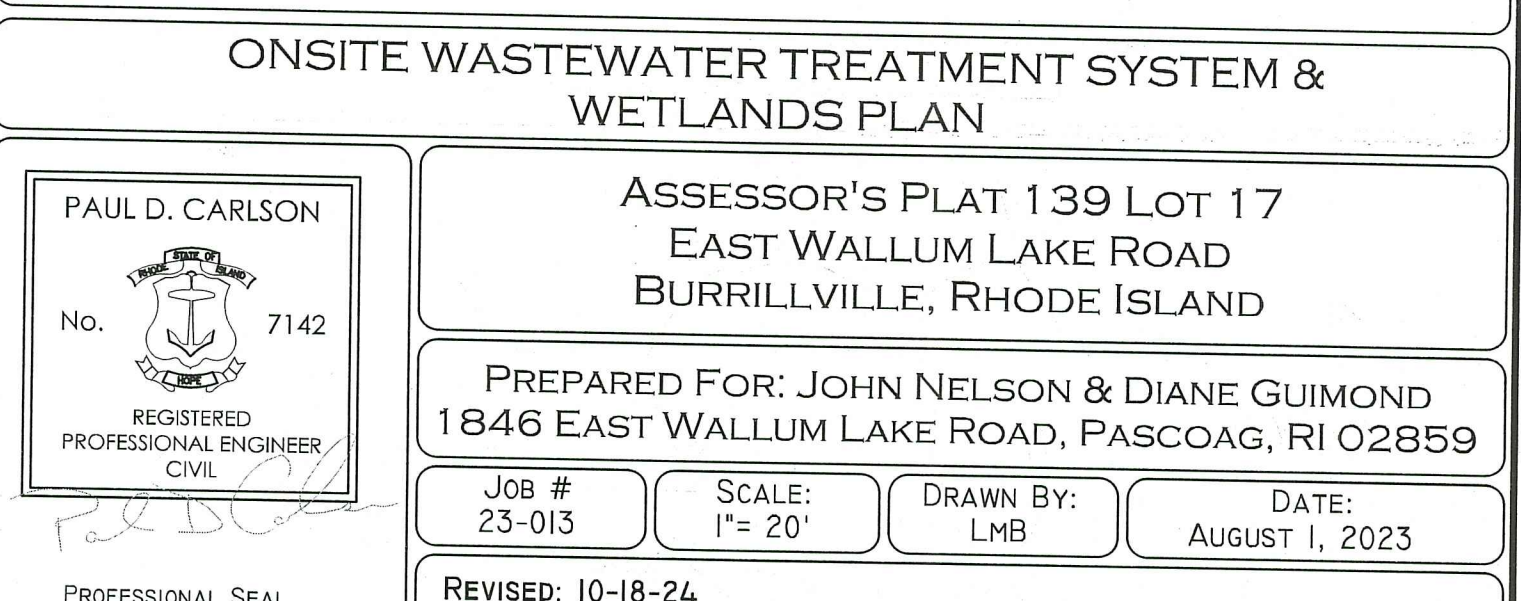 ONSITE WASTEWATER TREATMENT SYSTEM &
WETLANDS PLAN
PAUL D. CARLSON
STATE OF
RHODE ISLAND
No. 7142
HOPE
REGISTERED
PROFESSIONAL ENGINEER
CIVIL
Paul D Carlson
PROFESSIONAL SEAL
ASSESSOR'S PLAT 139 LOT 17
EAST WALLUM LAKE ROAD
BURRILLVILLE, RHODE ISLAND
PREPARED FOR: JOHN NELSON & DIANE GUIMOND
1846 EAST WALLUM LAKE ROAD, PASCOAG, RI 02859
JOB #
23-013
SCALE:
1"= 20'
DRAWN BY:
LMB
DATE:
AUGUST 1, 2023
REVISED: 10-18-24